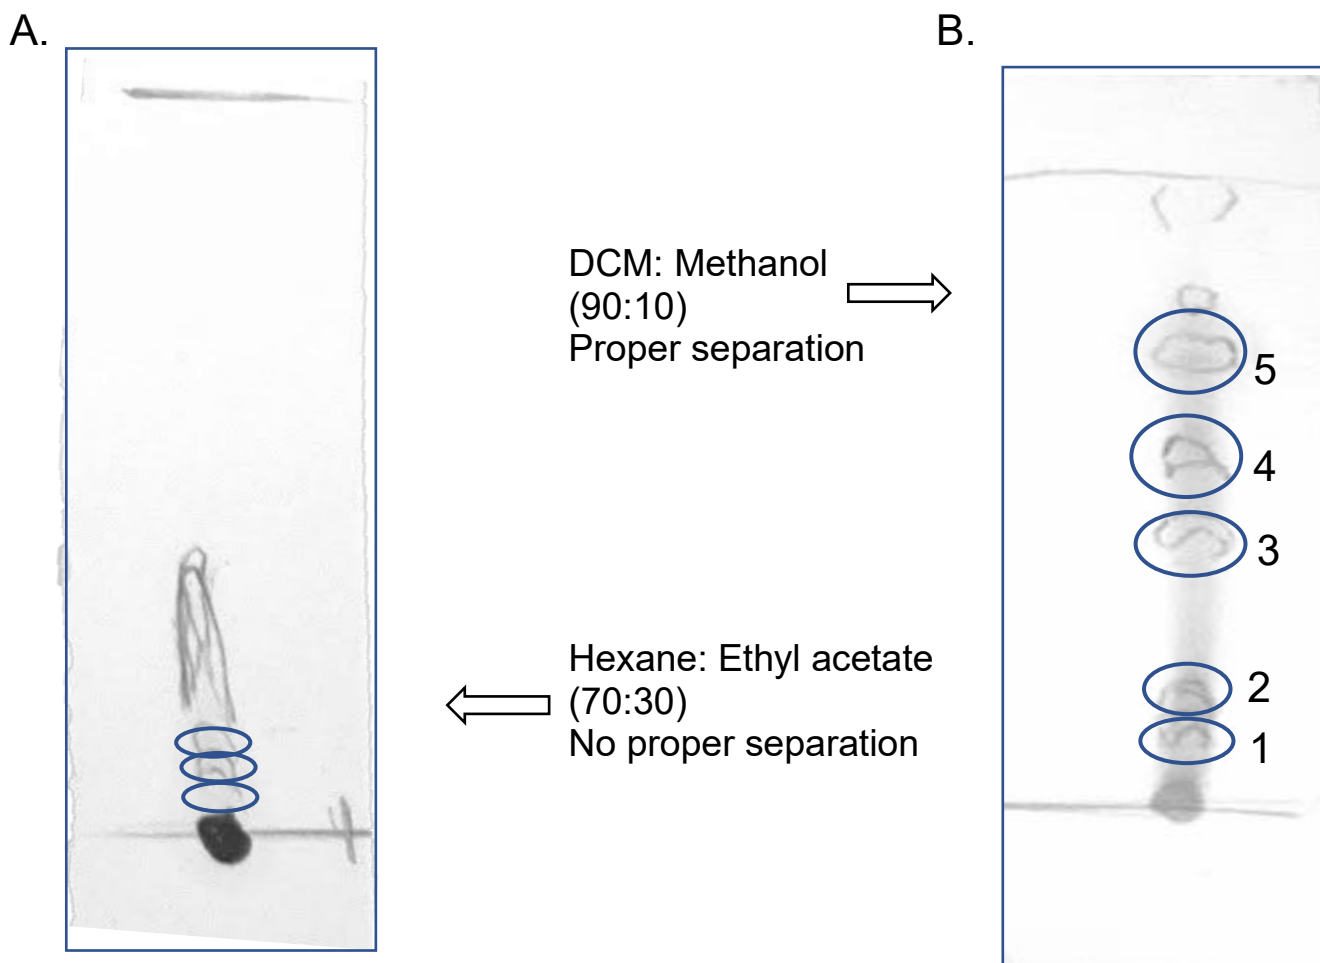 A.
B.
DCM: Methanol
(90:10)
Proper separation
5
4
3
Hexane: Ethyl acetate
(70:30)
No proper separation
2
1